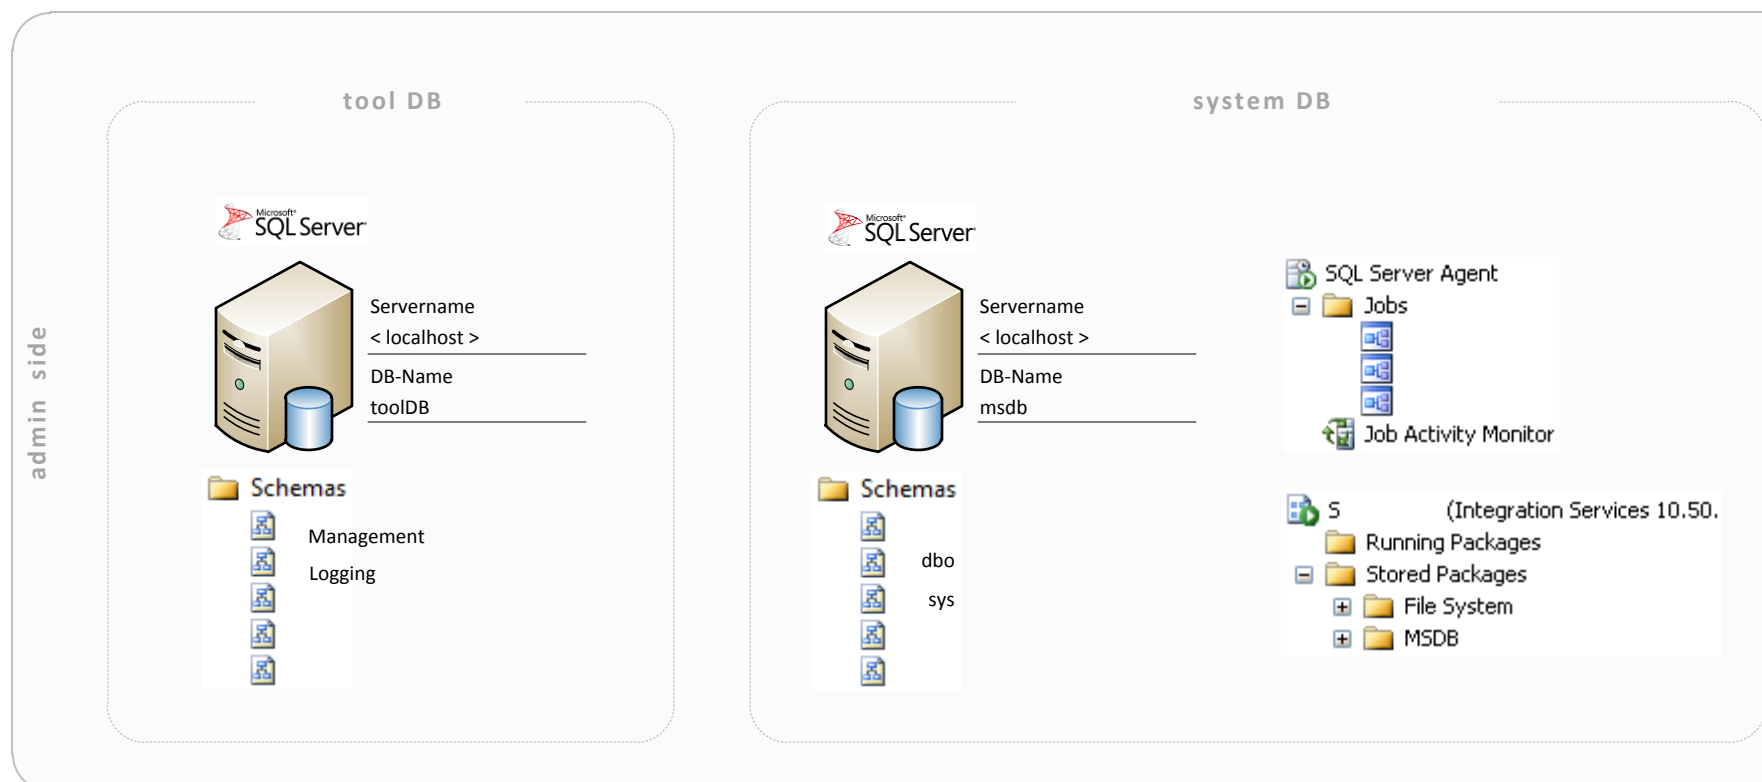 tool DB
system DB
admin side
Microsoft®
SQL Server®
Servername
< localhost >
DB-Name
toolDB
Schemas
Management
Logging
Microsoft®
SQL Server®
Servername
< localhost >
DB-Name
msdb
Schemas
dbo
sys
SQL Server Agent
Jobs
Job Activity Monitor
S (Integration Services 10.50.
Running Packages
Stored Packages
File System
MSDB